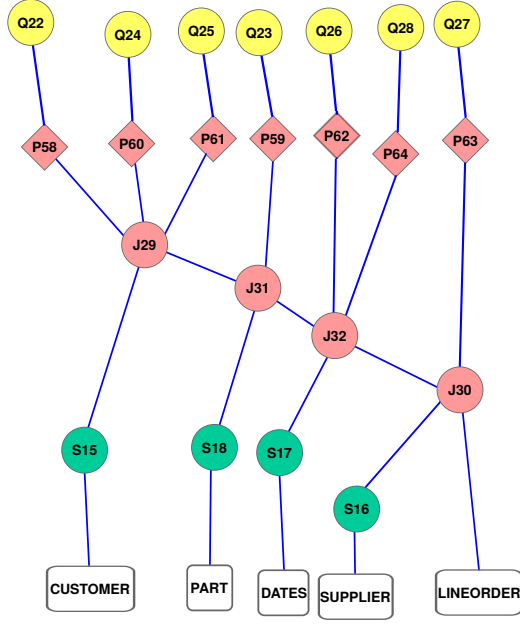 Q22
Q24
Q25
Q23
Q26
Q28
Q27
P58
P60
P61
P59
P62
P64
P63
J29
J31
J32
J30
S15
S18
S17
S16
CUSTOMER
PART
DATES
SUPPLIER
LINEORDER